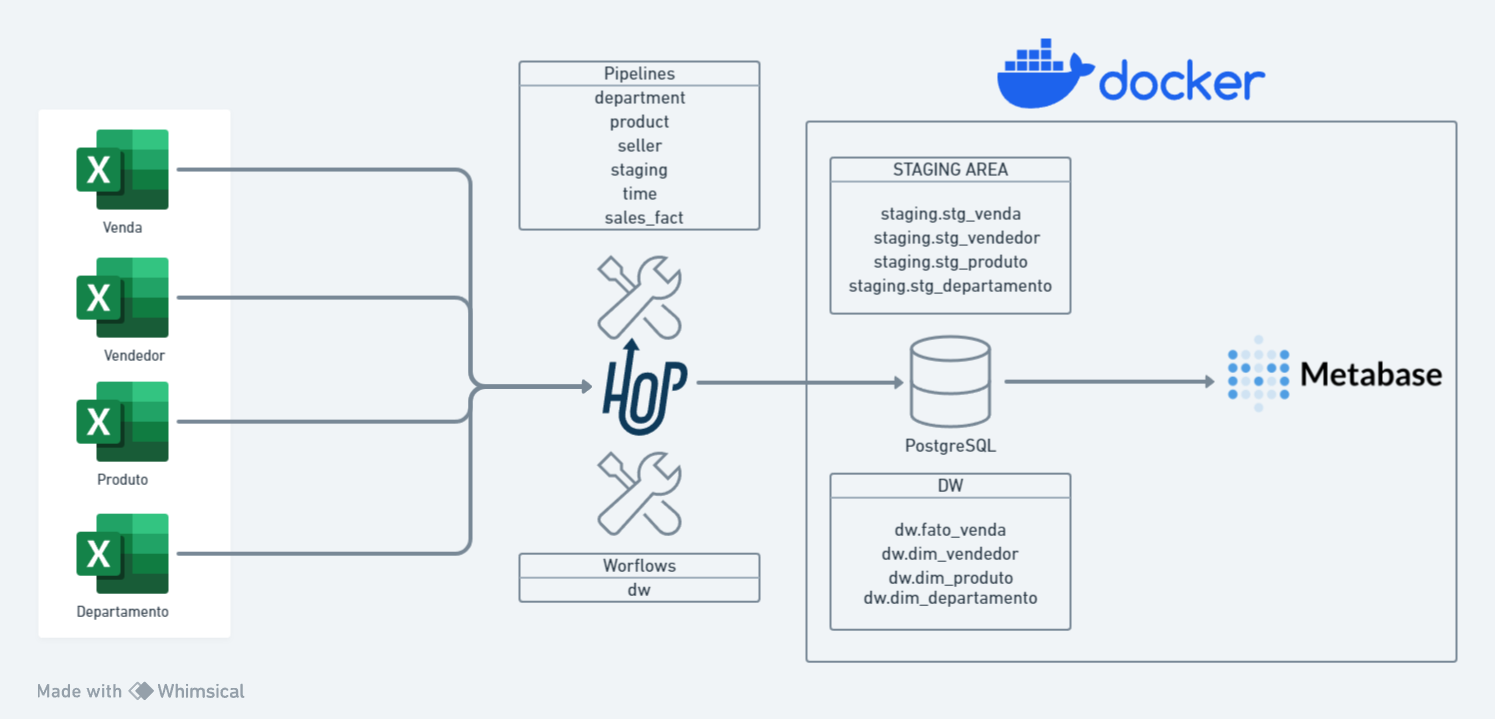 X
Venda
X
Vendedor
X
Produto
X
Departamento
Pipelines
department
product
seller
staging
time
sales_fact
HOP
Worflows
dw
docker
STAGING AREA
staging.stg_venda
staging.stg_vendedor
staging.stg_produto
staging.stg_departamento
PostgreSQL
DW
dw.fato_venda
dw.dim_vendedor
dw.dim_produto
dw.dim_departamento
Metabase
Made with Whimsical